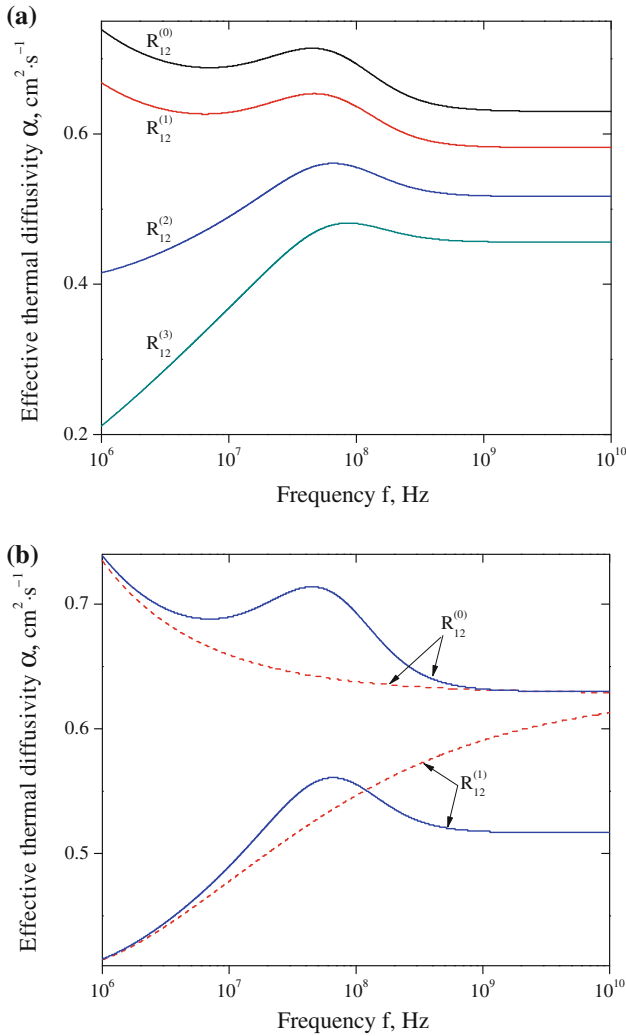 (a)
Effective thermal diffusivity α, cm²·s⁻¹
0.6
0.4
0.2
R₁₂⁽⁰⁾
R₁₂⁽¹⁾
R₁₂⁽²⁾
R₁₂⁽³⁾
10⁶ 10⁷ 10⁸ 10⁹ 10¹⁰
Frequency f, Hz
(b)
Effective thermal diffusivity α, cm²·s⁻¹
0.7
0.6
0.5
R₁₂⁽⁰⁾
R₁₂⁽¹⁾
10⁶ 10⁷ 10⁸ 10⁹ 10¹⁰
Frequency f, Hz